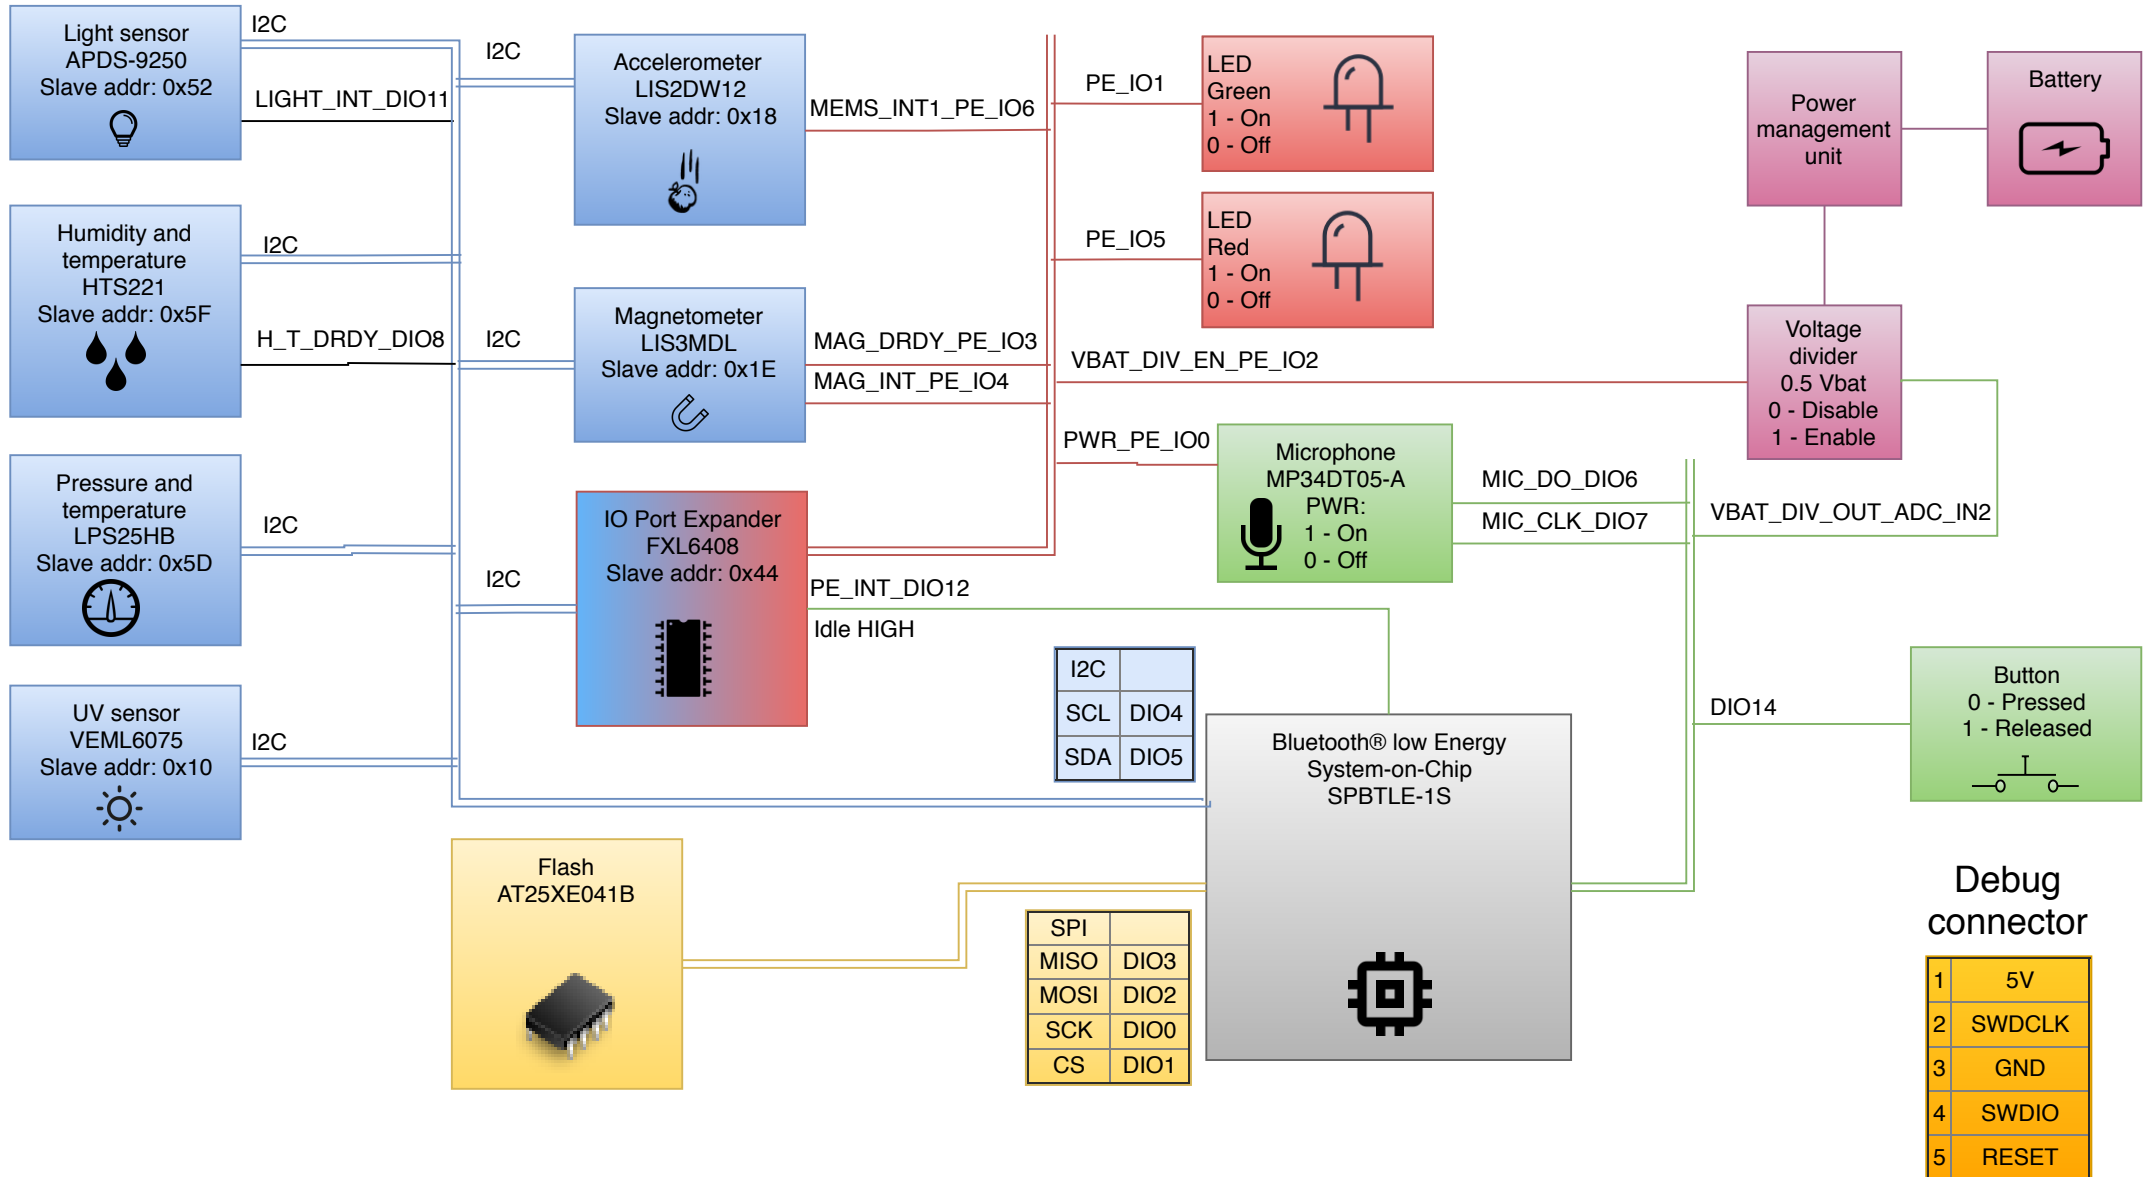 Light sensor
APDS-9250
Slave addr: 0x52
I2C
LIGHT_INT_DIO11
Humidity and
temperature
HTS221
Slave addr: 0x5F
I2C
H_T_DRDY_DIO8
Pressure and
temperature
LPS25HB
Slave addr: 0x5D
I2C
UV sensor
VEML6075
Slave addr: 0x10
I2C
I2C
Accelerometer
LIS2DW12
Slave addr: 0x18
MEMS_INT1_PE_IO6
I2C
Magnetometer
LIS3MDL
Slave addr: 0x1E
MAG_DRDY_PE_IO3
MAG_INT_PE_IO4
I2C
IO Port Expander
FXL6408
Slave addr: 0x44
PE_INT_DIO12
Idle HIGH
Flash
AT25XE041B
PE_IO1
LED
Green
1 - On
0 - Off
PE_IO5
LED
Red
1 - On
0 - Off
VBAT_DIV_EN_PE_IO2
PWR_PE_IO0
Microphone
MP34DT05-A
PWR:
1 - On
0 - Off
MIC_DO_DIO6
MIC_CLK_DIO7
Power
management
unit
Battery
Voltage
divider
0.5 Vbat
0 - Disable
1 - Enable
VBAT_DIV_OUT_ADC_IN2
I2C
SCL DIO4
SDA DIO5
Bluetooth® low Energy
System-on-Chip
SPBTLE-1S
SPI
MISO DIO3
MOSI DIO2
SCK DIO0
CS DIO1
DIO14
Button
0 - Pressed
1 - Released
Debug
connector
1 5V
2 SWDCLK
3 GND
4 SWDIO
5 RESET